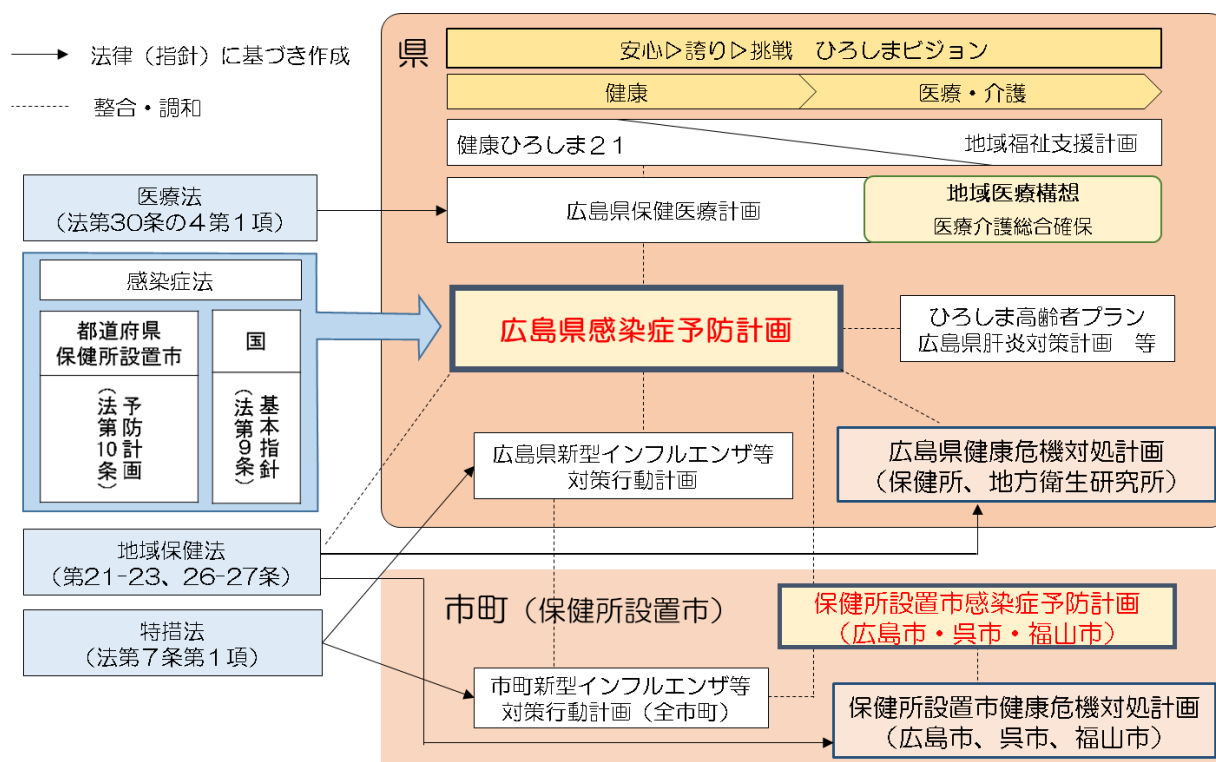 法律（指針）に基づき作成
整合・調和
県
安心▷誇り▷挑戦　ひろしまビジョン
健康
医療・介護
健康ひろしま２１
地域福祉支援計画
医療法
（法第30条の４第１項）
広島県保健医療計画
地域医療構想
医療介護総合確保
感染症法
都道府県
保健所設置市
予防計画
（法第10条）
国
基本指針
（法第９条）
広島県感染症予防計画
ひろしま高齢者プラン
広島県肝炎対策計画　等
広島県新型インフルエンザ等
対策行動計画
広島県健康危機対処計画
（保健所、地方衛生研究所）
地域保健法
（第21-23、26-27条）
特措法
（法第７条第１項）
市町（保健所設置市）
保健所設置市感染症予防計画
（広島市・呉市・福山市）
市町新型インフルエンザ等
対策行動計画（全市町）
保健所設置市健康危機対処計画
（広島市、呉市、福山市）